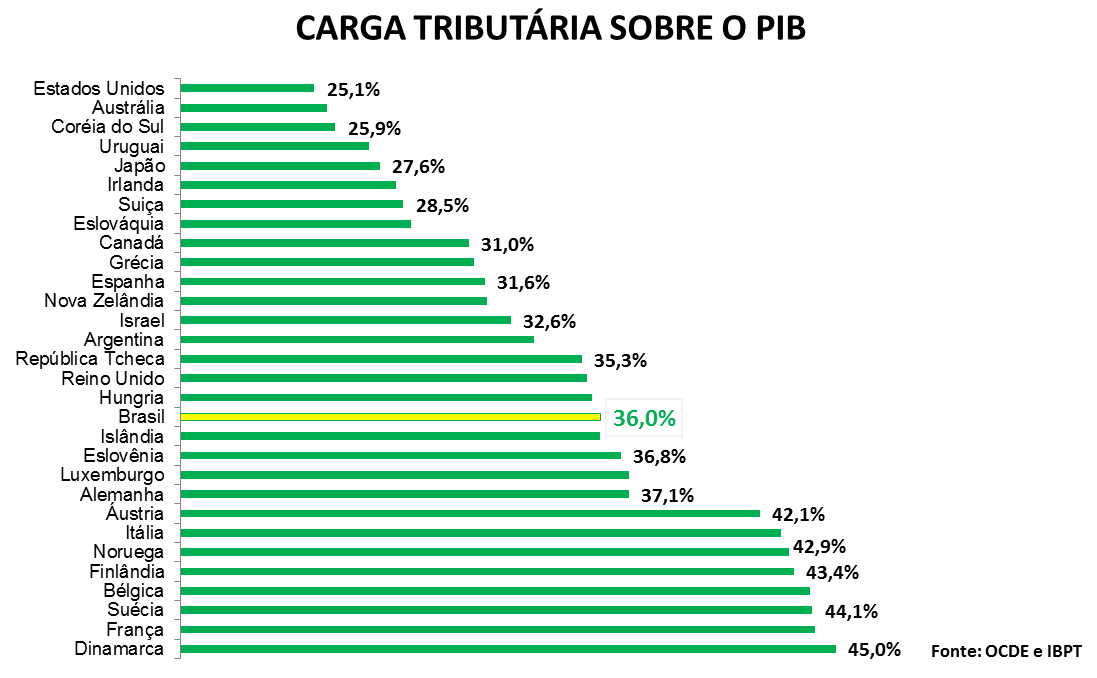 CARGA TRIBUTÁRIA SOBRE O PIB
Estados Unidos 25,1%
Austrália
Coréia do Sul 25,9%
Uruguai
Japão 27,6%
Irlanda
Suiça 28,5%
Eslováquia
Canadá 31,0%
Grécia
Espanha 31,6%
Nova Zelândia
Israel 32,6%
Argentina
República Tcheca 35,3%
Reino Unido
Hungria
Brasil 36,0%
Islândia
Eslovênia 36,8%
Luxemburgo
Alemanha 37,1%
Áustria 42,1%
Itália
Noruega 42,9%
Finlândia 43,4%
Bélgica
Suécia 44,1%
França
Dinamarca 45,0%
Fonte: OCDE e IBPT